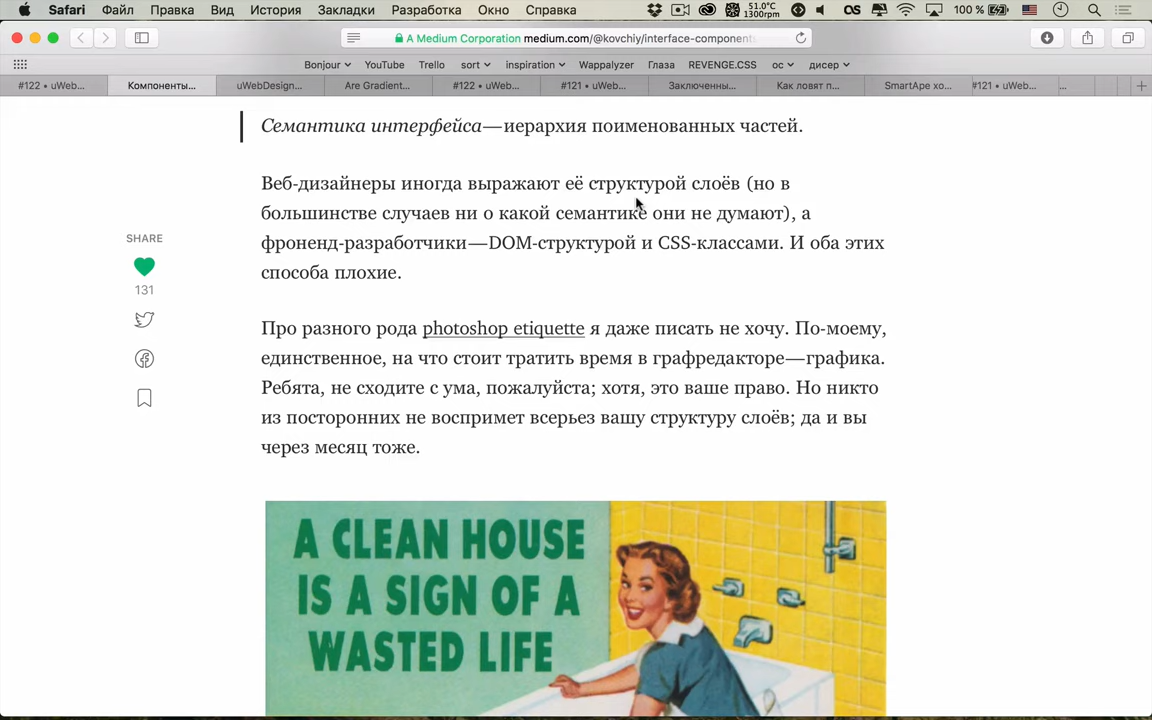 Safari Файл Правка Вид История Закладки Разработка Окно Справка 51.0°C 1300rpm 100 %
A Medium Corporation medium.com/@kovchiy/interface-component
Bonjour YouTube Trello sort inspiration Wappalyzer Глаза REVENGE.CSS ос дисер
#122 • uWeb... Компоненты... uWebDesign... Are Gradient... #122 • uWeb... #121 • uWeb... Заключенны... Как ловят п... SmartApe хо... #121 • uWeb... ...
Семантика интерфейса—иерархия поименованных частей.
Веб-дизайнеры иногда выражают её структурой слоёв (но в
большинстве случаев ни о какой семантике они не думают), а
фроненд-разработчики—DOM-структурой и CSS-классами. И оба этих
способа плохие.
SHARE
131
Про разного рода photoshop etiquette я даже писать не хочу. По-моему,
единственное, на что стоит тратить время в графредакторе—графика.
Ребята, не сходите с ума, пожалуйста; хотя, это ваше право. Но никто
из посторонних не воспримет всерьез вашу структуру слоёв; да и вы
через месяц тоже.
A CLEAN HOUSE
IS A SIGN OF A
WASTED LIFE